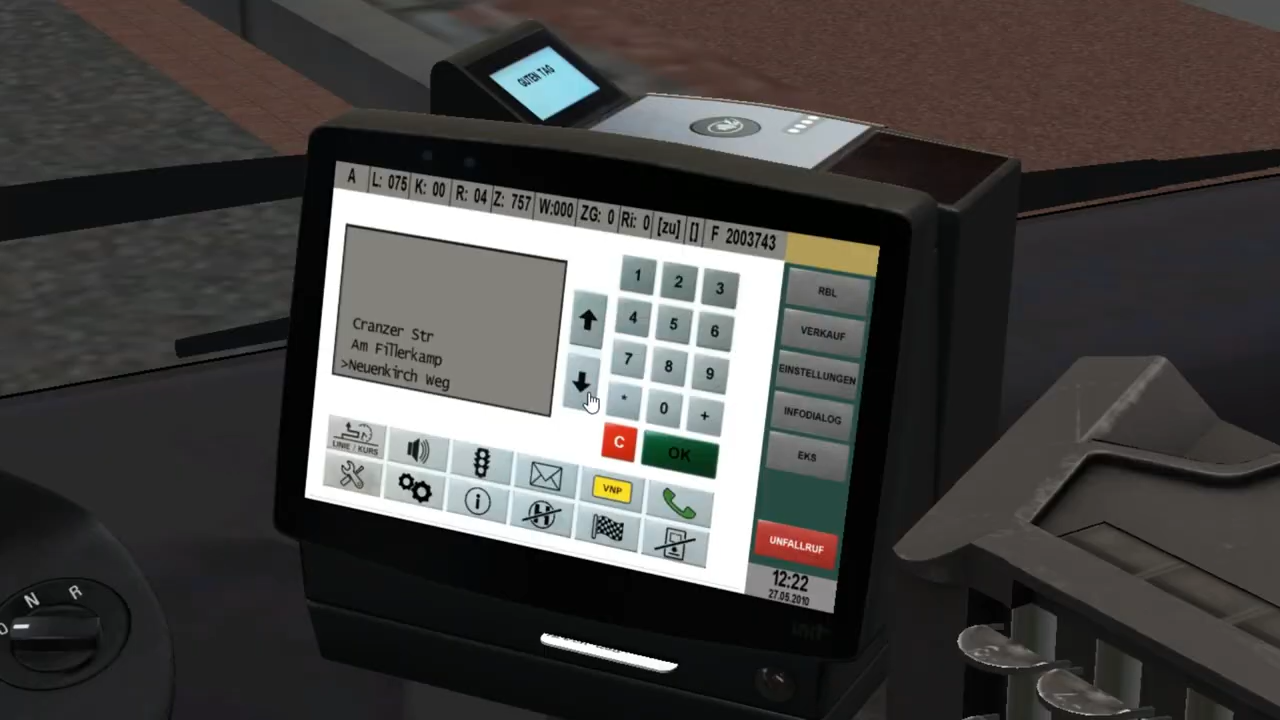 GUTEN TAG
A L: 075 K: 00 R: 04 Z: 757 W:000 ZG: 0 Ri: 0 [zu] [] F 2003743
Cranzer Str
Am Fillerkamp
>Neuenkirch Weg
1 2 3
4 5 6
7 8 9
* 0 +
C OK
RBL
VERKAUF
EINSTELLUNGEN
INFODIALOG
EKS
UNFALLRUF
12:22
27.05.2010
LINIE / KURS
VNP
H
i
init
D N R